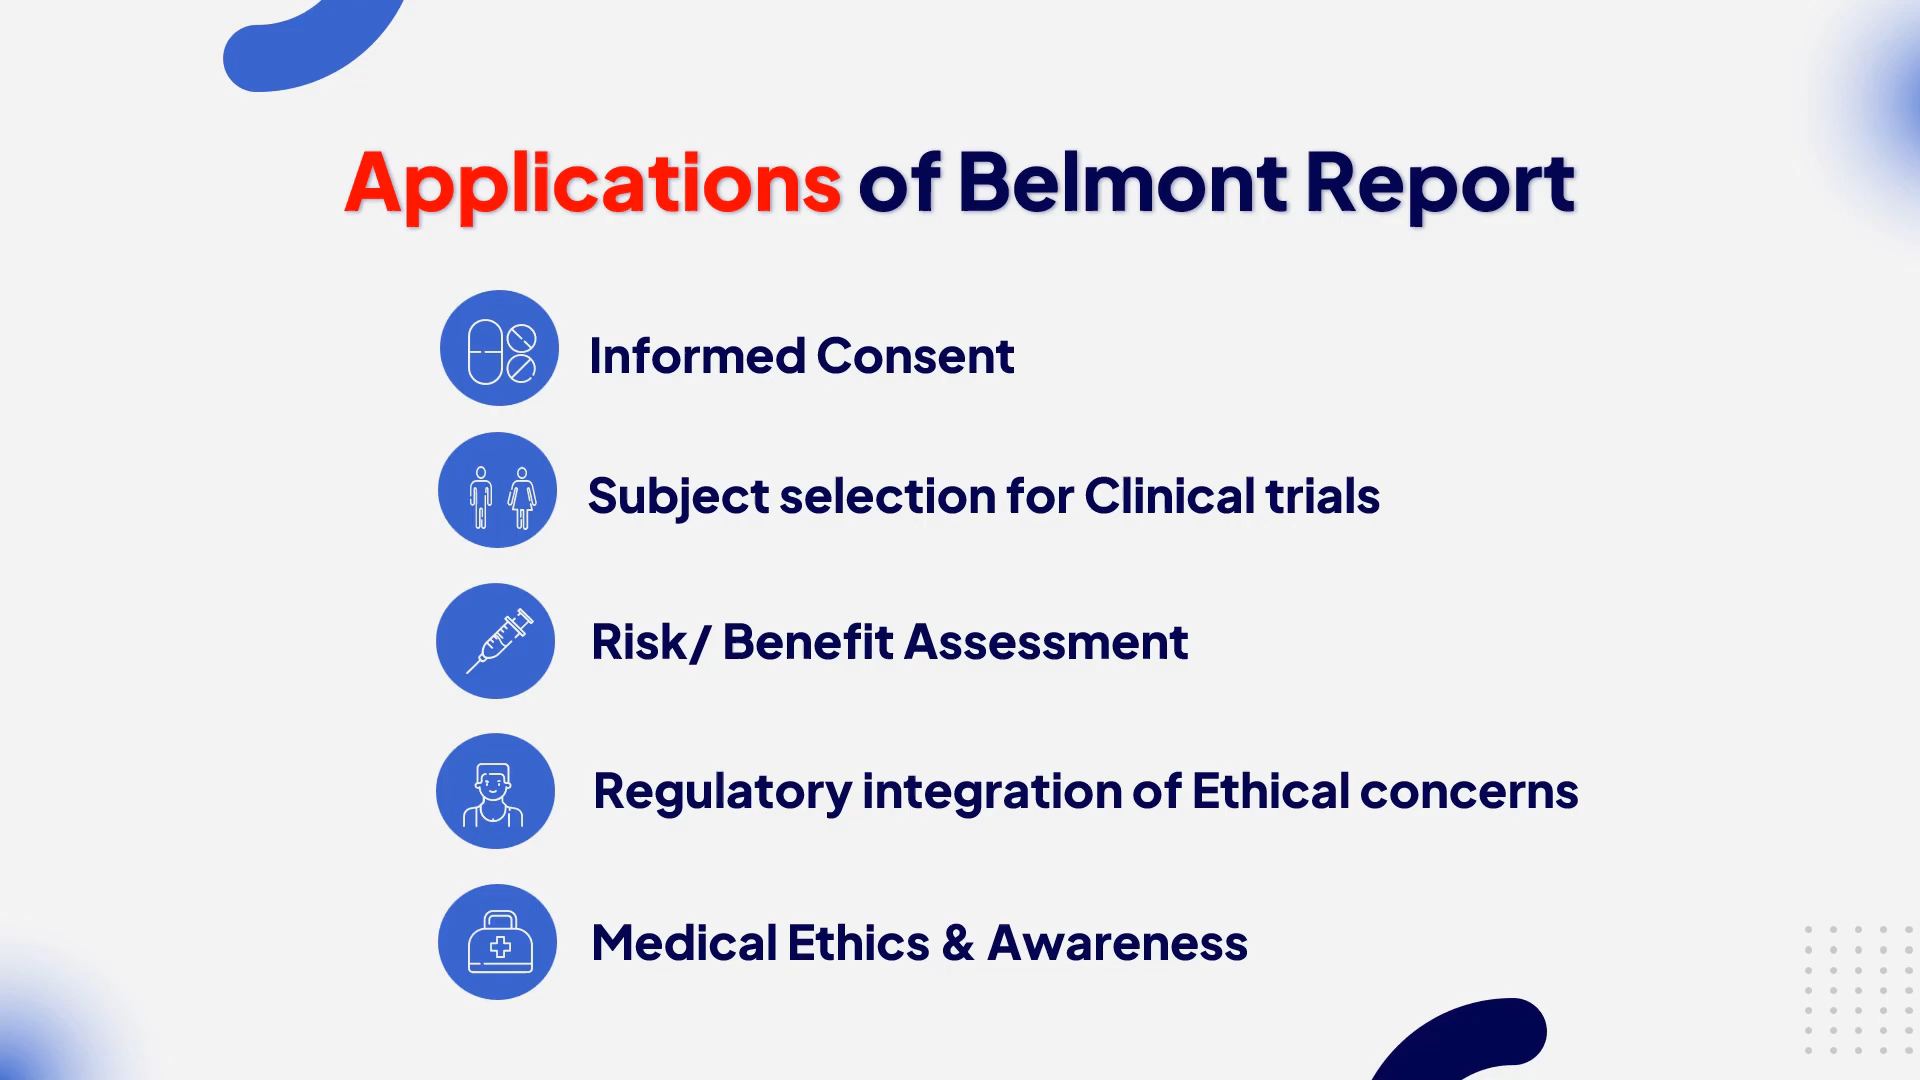 Applications of Belmont Report
Informed Consent
Subject selection for Clinical trials
Risk/ Benefit Assessment
Regulatory integration of Ethical concerns
Medical Ethics & Awareness